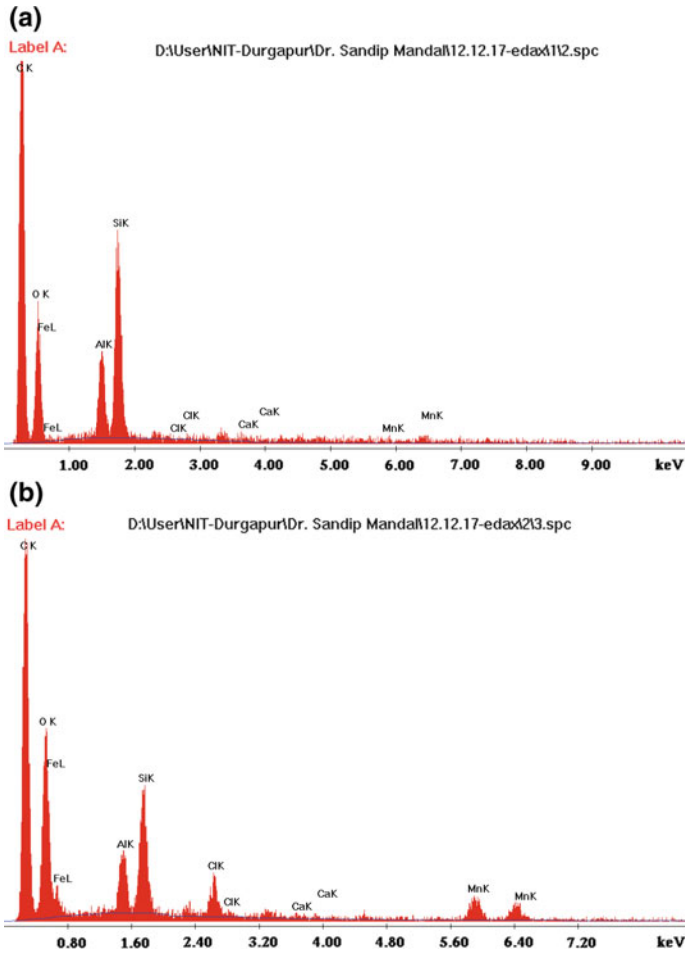 (a)
Label A:
D:\User\NIT-Durgapur\Dr. Sandip Mandal\12.12.17-edax\1\2.spc
C K
SiK
O K
FeL
AlK
FeL
ClK
ClK
CaK
CaK
MnK
MnK
1.00 2.00 3.00 4.00 5.00 6.00 7.00 8.00 9.00 keV
(b)
Label A:
D:\User\NIT-Durgapur\Dr. Sandip Mandal\12.12.17-edax\2\3.spc
C K
O K
FeL
SiK
AlK
FeL
ClK
ClK
CaK
CaK
MnK
MnK
0.80 1.60 2.40 3.20 4.00 4.80 5.60 6.40 7.20 keV